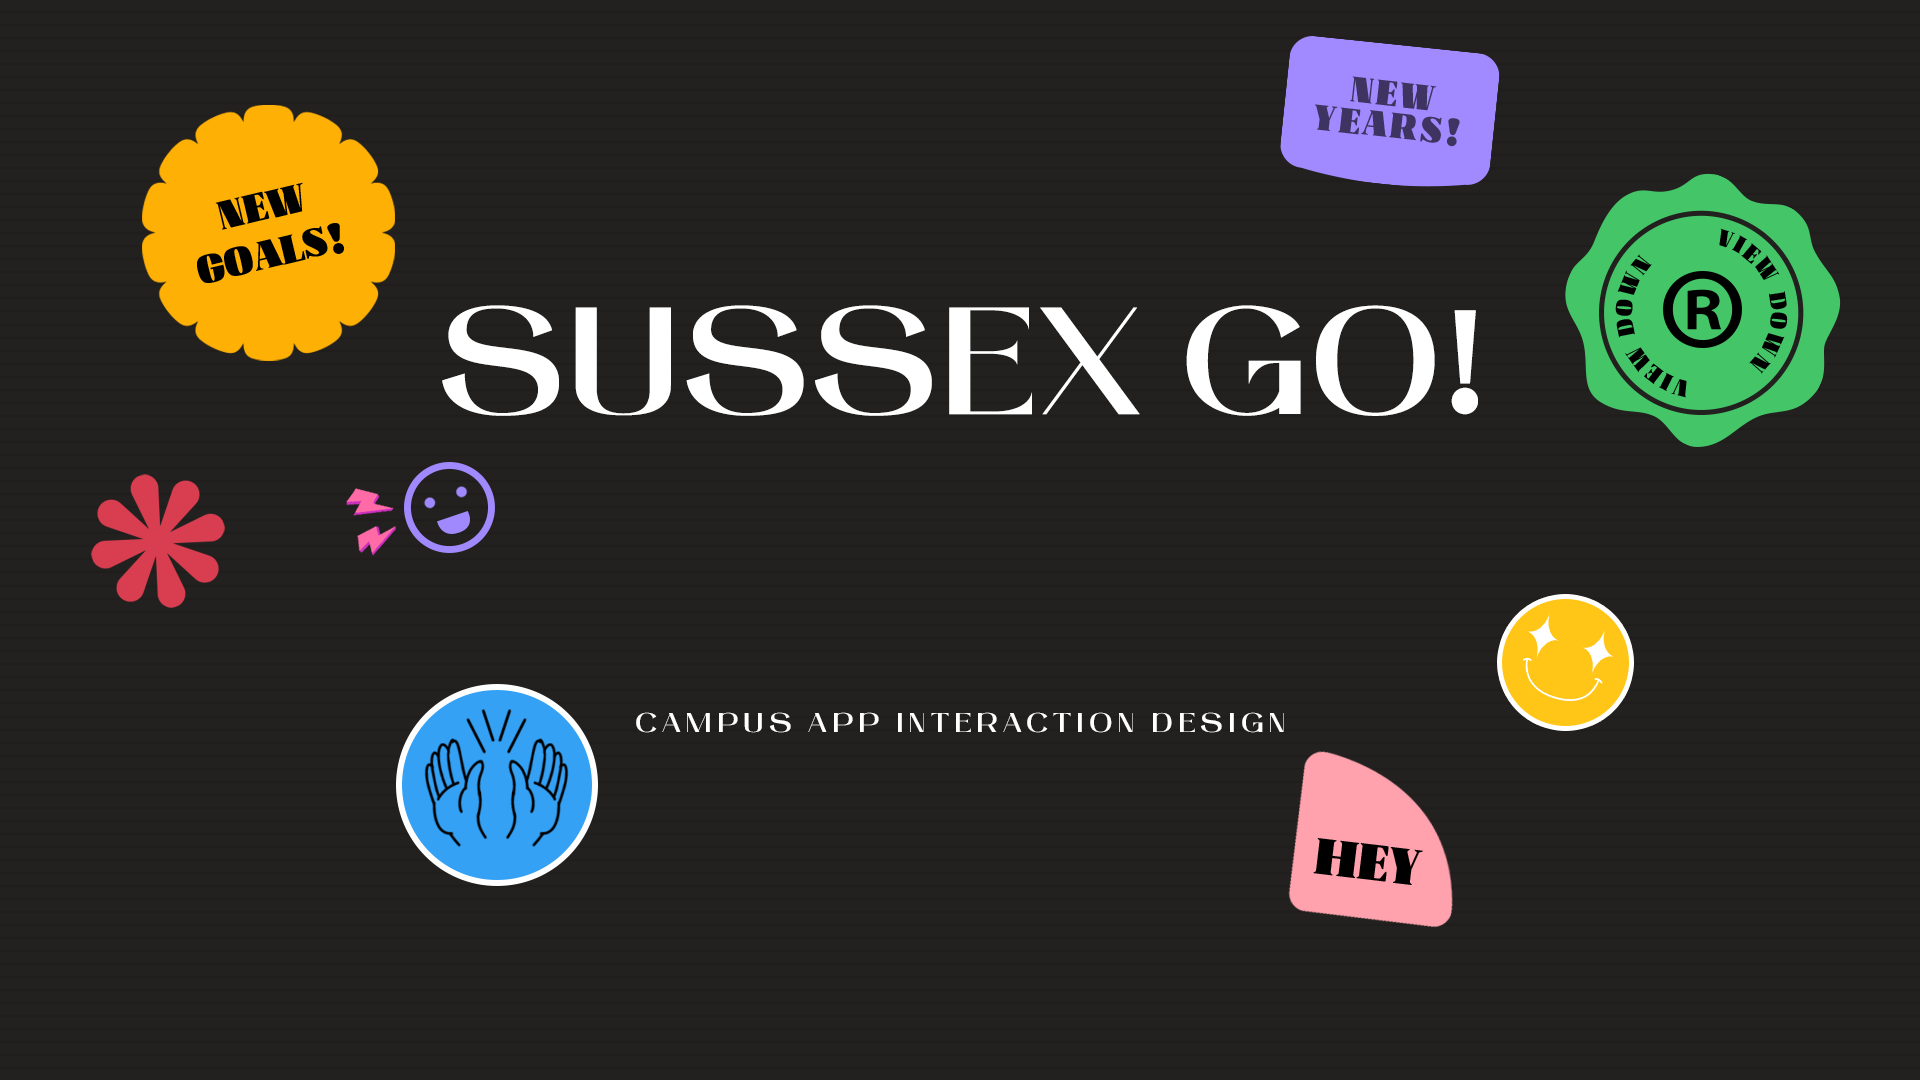 NEW
YEARS!
NEW
GOALS!
VIEW DOWN
VIEW DOWN
®
SUSSEX GO!
CAMPUS APP INTERACTION DESIGN
HEY